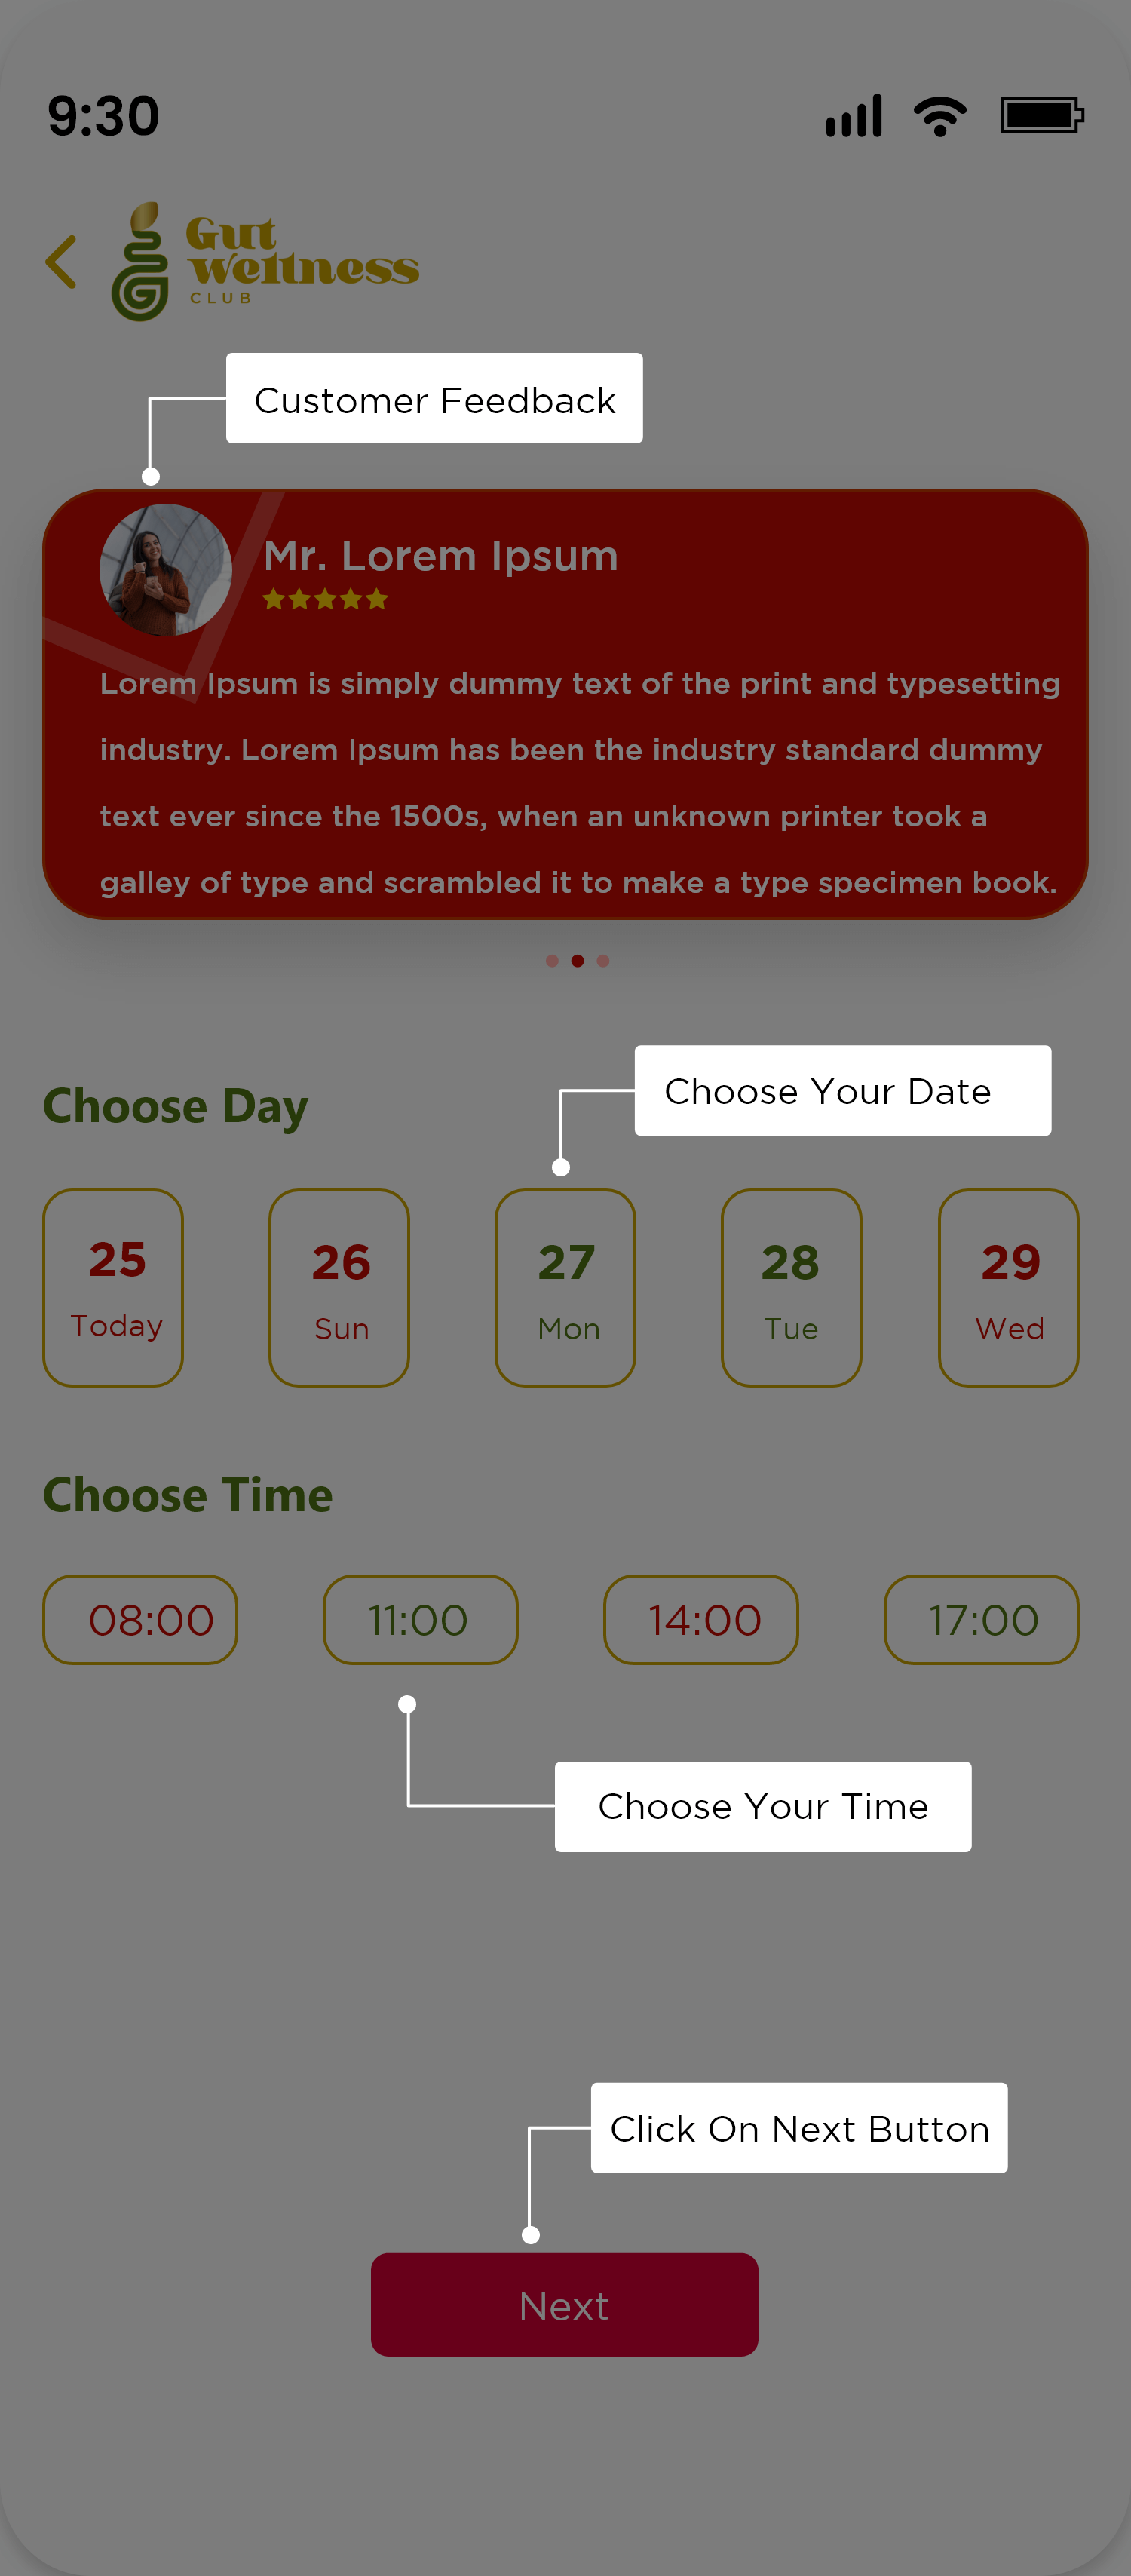 9:30
Gut
Wellness
CLUB
Customer Feedback
Mr. Lorem Ipsum
Lorem Ipsum is simply dummy text of the print and typesetting
industry. Lorem Ipsum has been the industry standard dummy
text ever since the 1500s, when an unknown printer took a
galley of type and scrambled it to make a type specimen book.
Choose Day
Choose Your Date
25 26 27 28 29
Today Sun Mon Tue Wed
Choose Time
08:00 11:00 14:00 17:00
Choose Your Time
Click On Next Button
Next